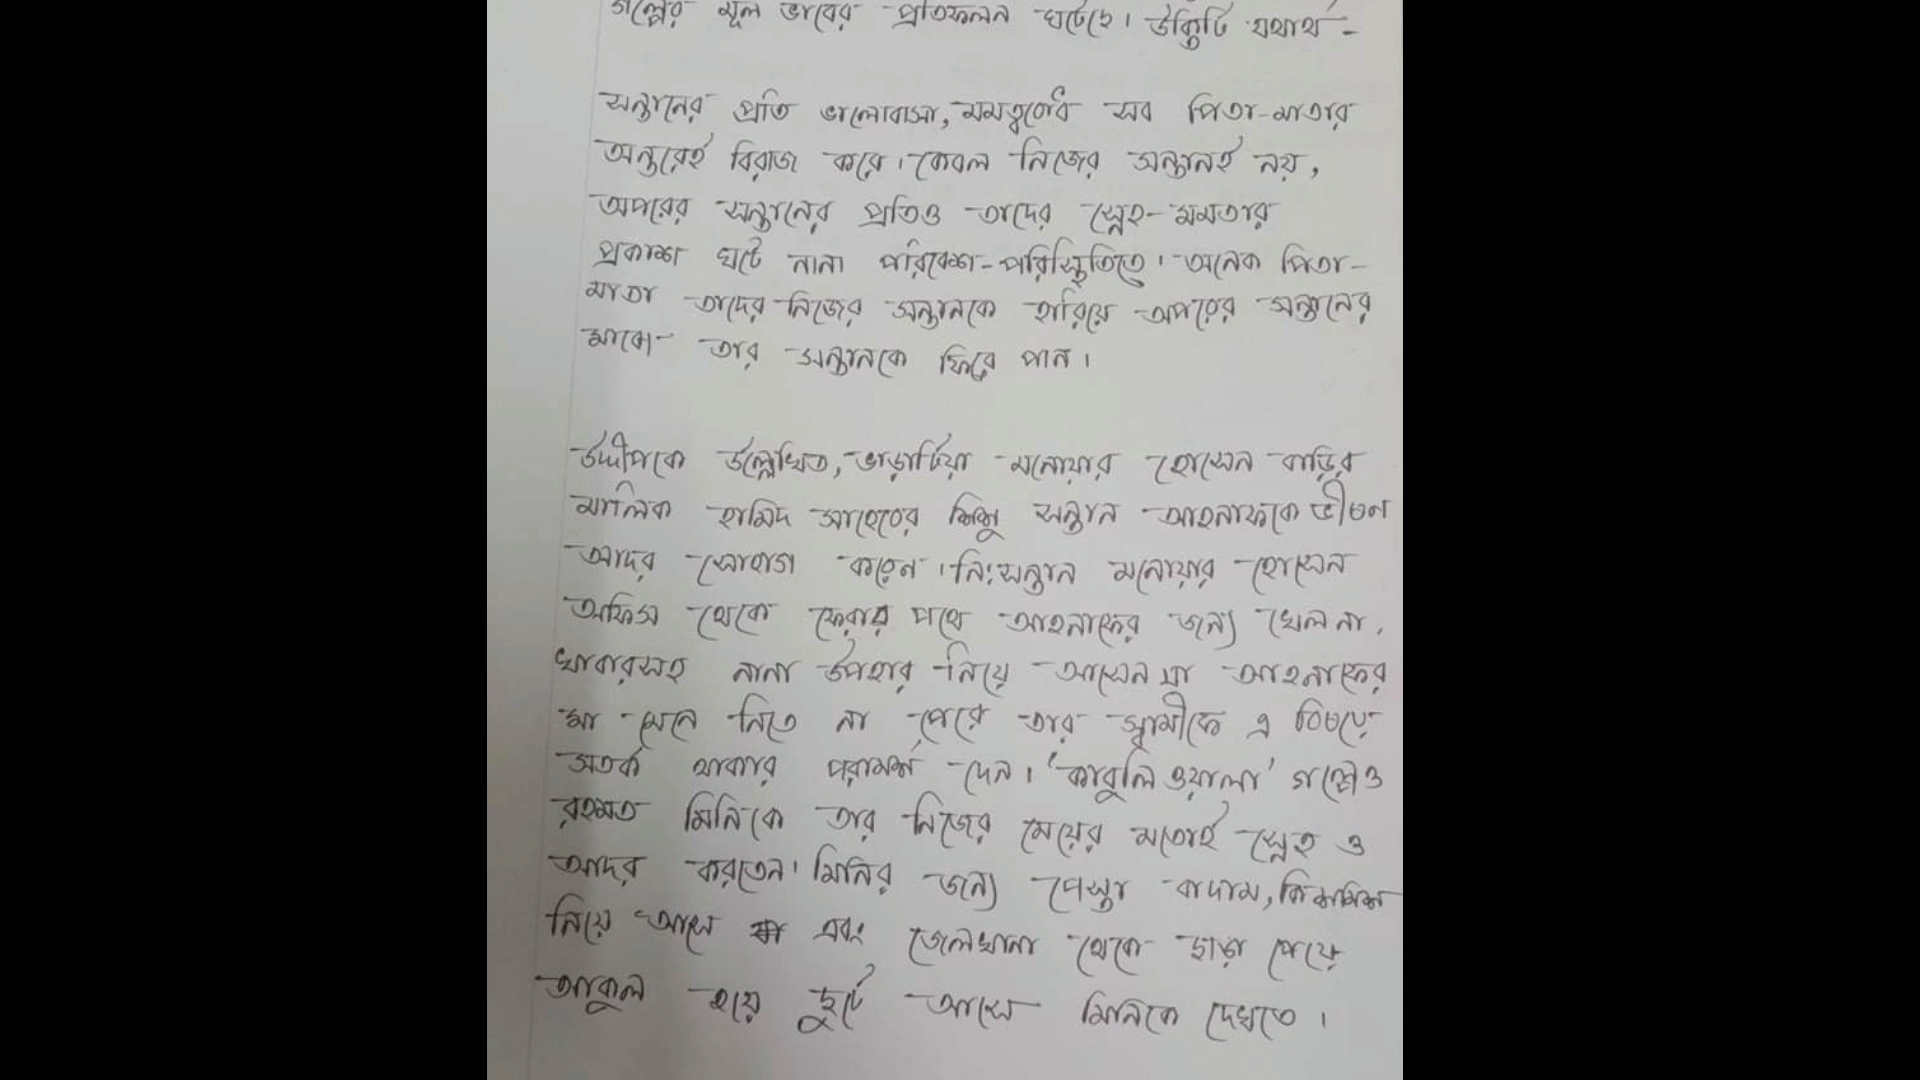 গল্পের মূল ভাবের প্রতিফলন ঘটেছে। উক্তিটি যথার্থ -
সন্তানের প্রতি ভালোবাসা, মমত্ববোধ সব পিতা-মাতার
অন্তরেই বিরাজ করে। কেবল নিজের সন্তানই নয়,
অপরের সন্তানের প্রতিও তাদের স্নেহ-মমতার
প্রকাশ ঘটে নানা পরিবেশ-পরিস্থিতিতে। অনেক পিতা-
মাতা তাদের নিজের সন্তানকে হারিয়ে অপরের সন্তানের
মাঝে তার সন্তানকে ফিরে পান।
উদ্দীপকে উল্লেখিত, ভাড়াটিয়া মনোয়ার হোসেন বাড়ির
মালিক হামিদ সাহেবের শিশু সন্তান আহনাফকে ভীষণ
আদর সোহাগ করেন। নিঃসন্তান মনোয়ার হোসেন
অফিস থেকে ফেরার পথে আহনাফের জন্য খেলনা,
খাবারসহ নানা উপহার নিয়ে আসেন যা আহনাফের
মা মেনে নিতে না পেরে তার স্বামীকে এ বিষয়ে
সতর্ক থাকার পরামর্শ দেন। 'কাবুলিওয়ালা' গল্পেও
রহমত মিনিকে তার নিজের মেয়ের মতোই স্নেহ ও
আদর করতেন। মিনির জন্য পেস্তা বাদাম, কিশমিশ
নিয়ে আসে এবং জেলখানা থেকে ছাড়া পেয়ে
আকুল হয়ে ছুটে আসে মিনিকে দেখতে।